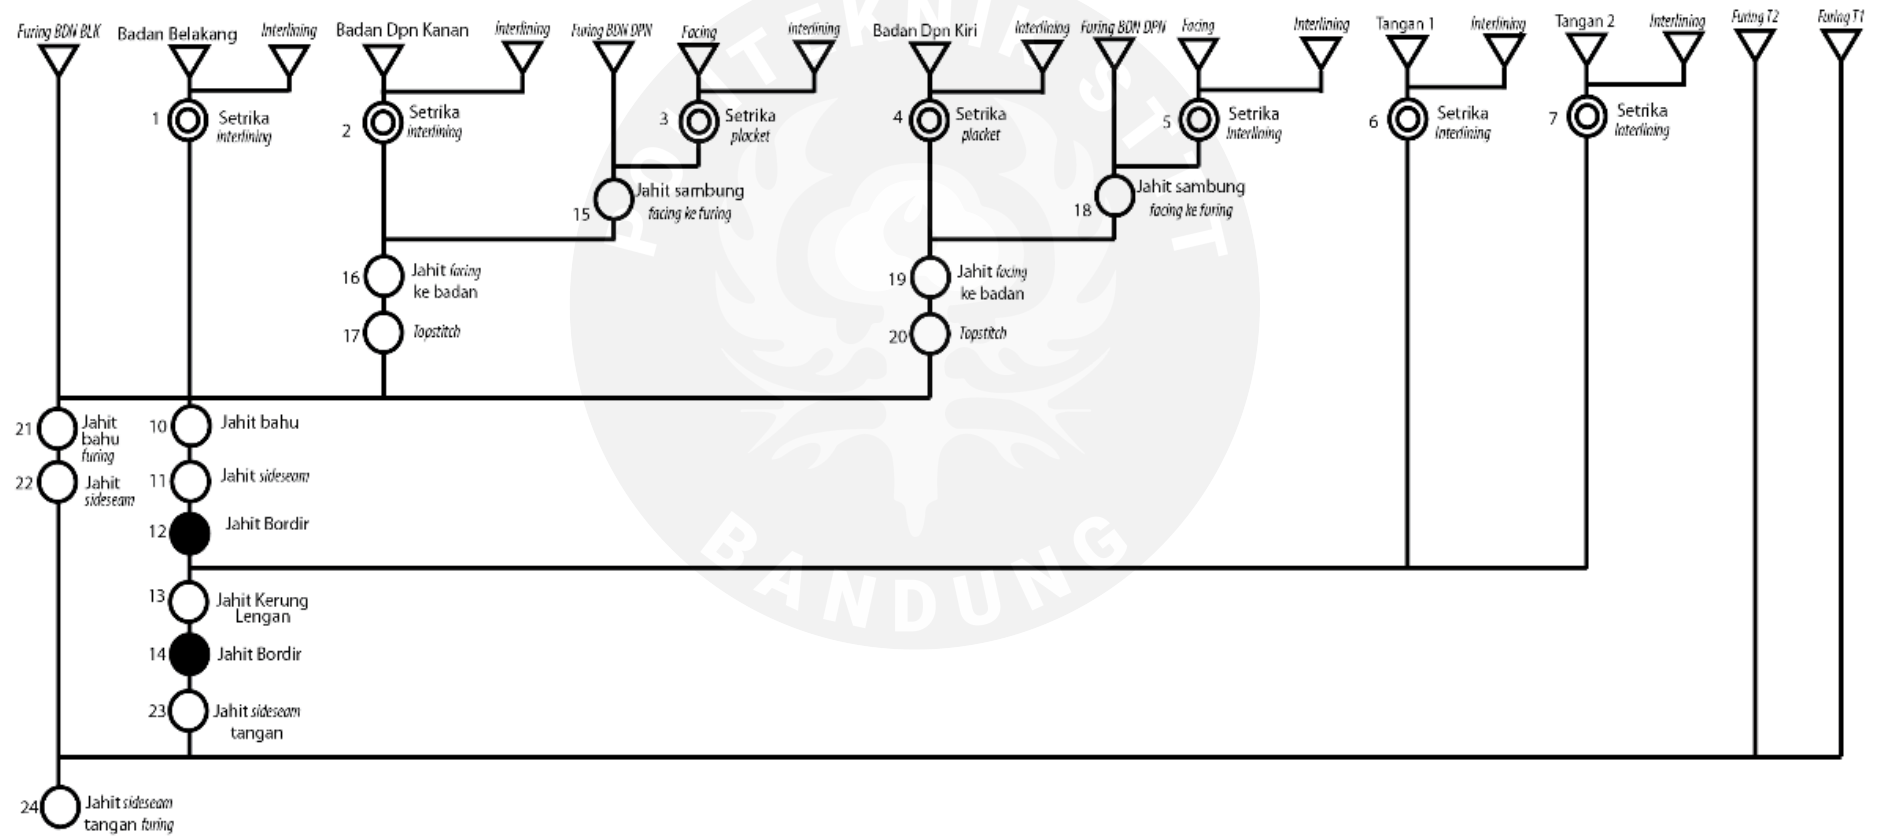 Furing BDN BLK
Badan Belakang
Interlining
Badan Dpn Kanan
Interlining
Furing BDN DPN
Facing
Interlining
Badan Dpn Kiri
Interlining
Furing BDN DPN
Facing
Interlining
Tangan 1
Interlining
Tangan 2
Interlining
Furing T2
Furing T1
1
Setrika
interlining
2
Setrika
interlining
3
Setrika
placket
4
Setrika
placket
5
Setrika
Interlining
6
Setrika
Interlining
7
Setrika
Interlining
15
Jahit sambung
facing ke furing
18
Jahit sambung
facing ke furing
16
Jahit facing
ke badan
19
Jahit facing
ke badan
17
Topstitch
20
Topstitch
21
Jahit
bahu
furing
10
Jahit bahu
22
Jahit
sideseam
11
Jahit sideseam
12
Jahit Bordir
13
Jahit Kerung
Lengan
14
Jahit Bordir
23
Jahit sideseam
tangan
24
Jahit sideseam
tangan furing
BANDUNG